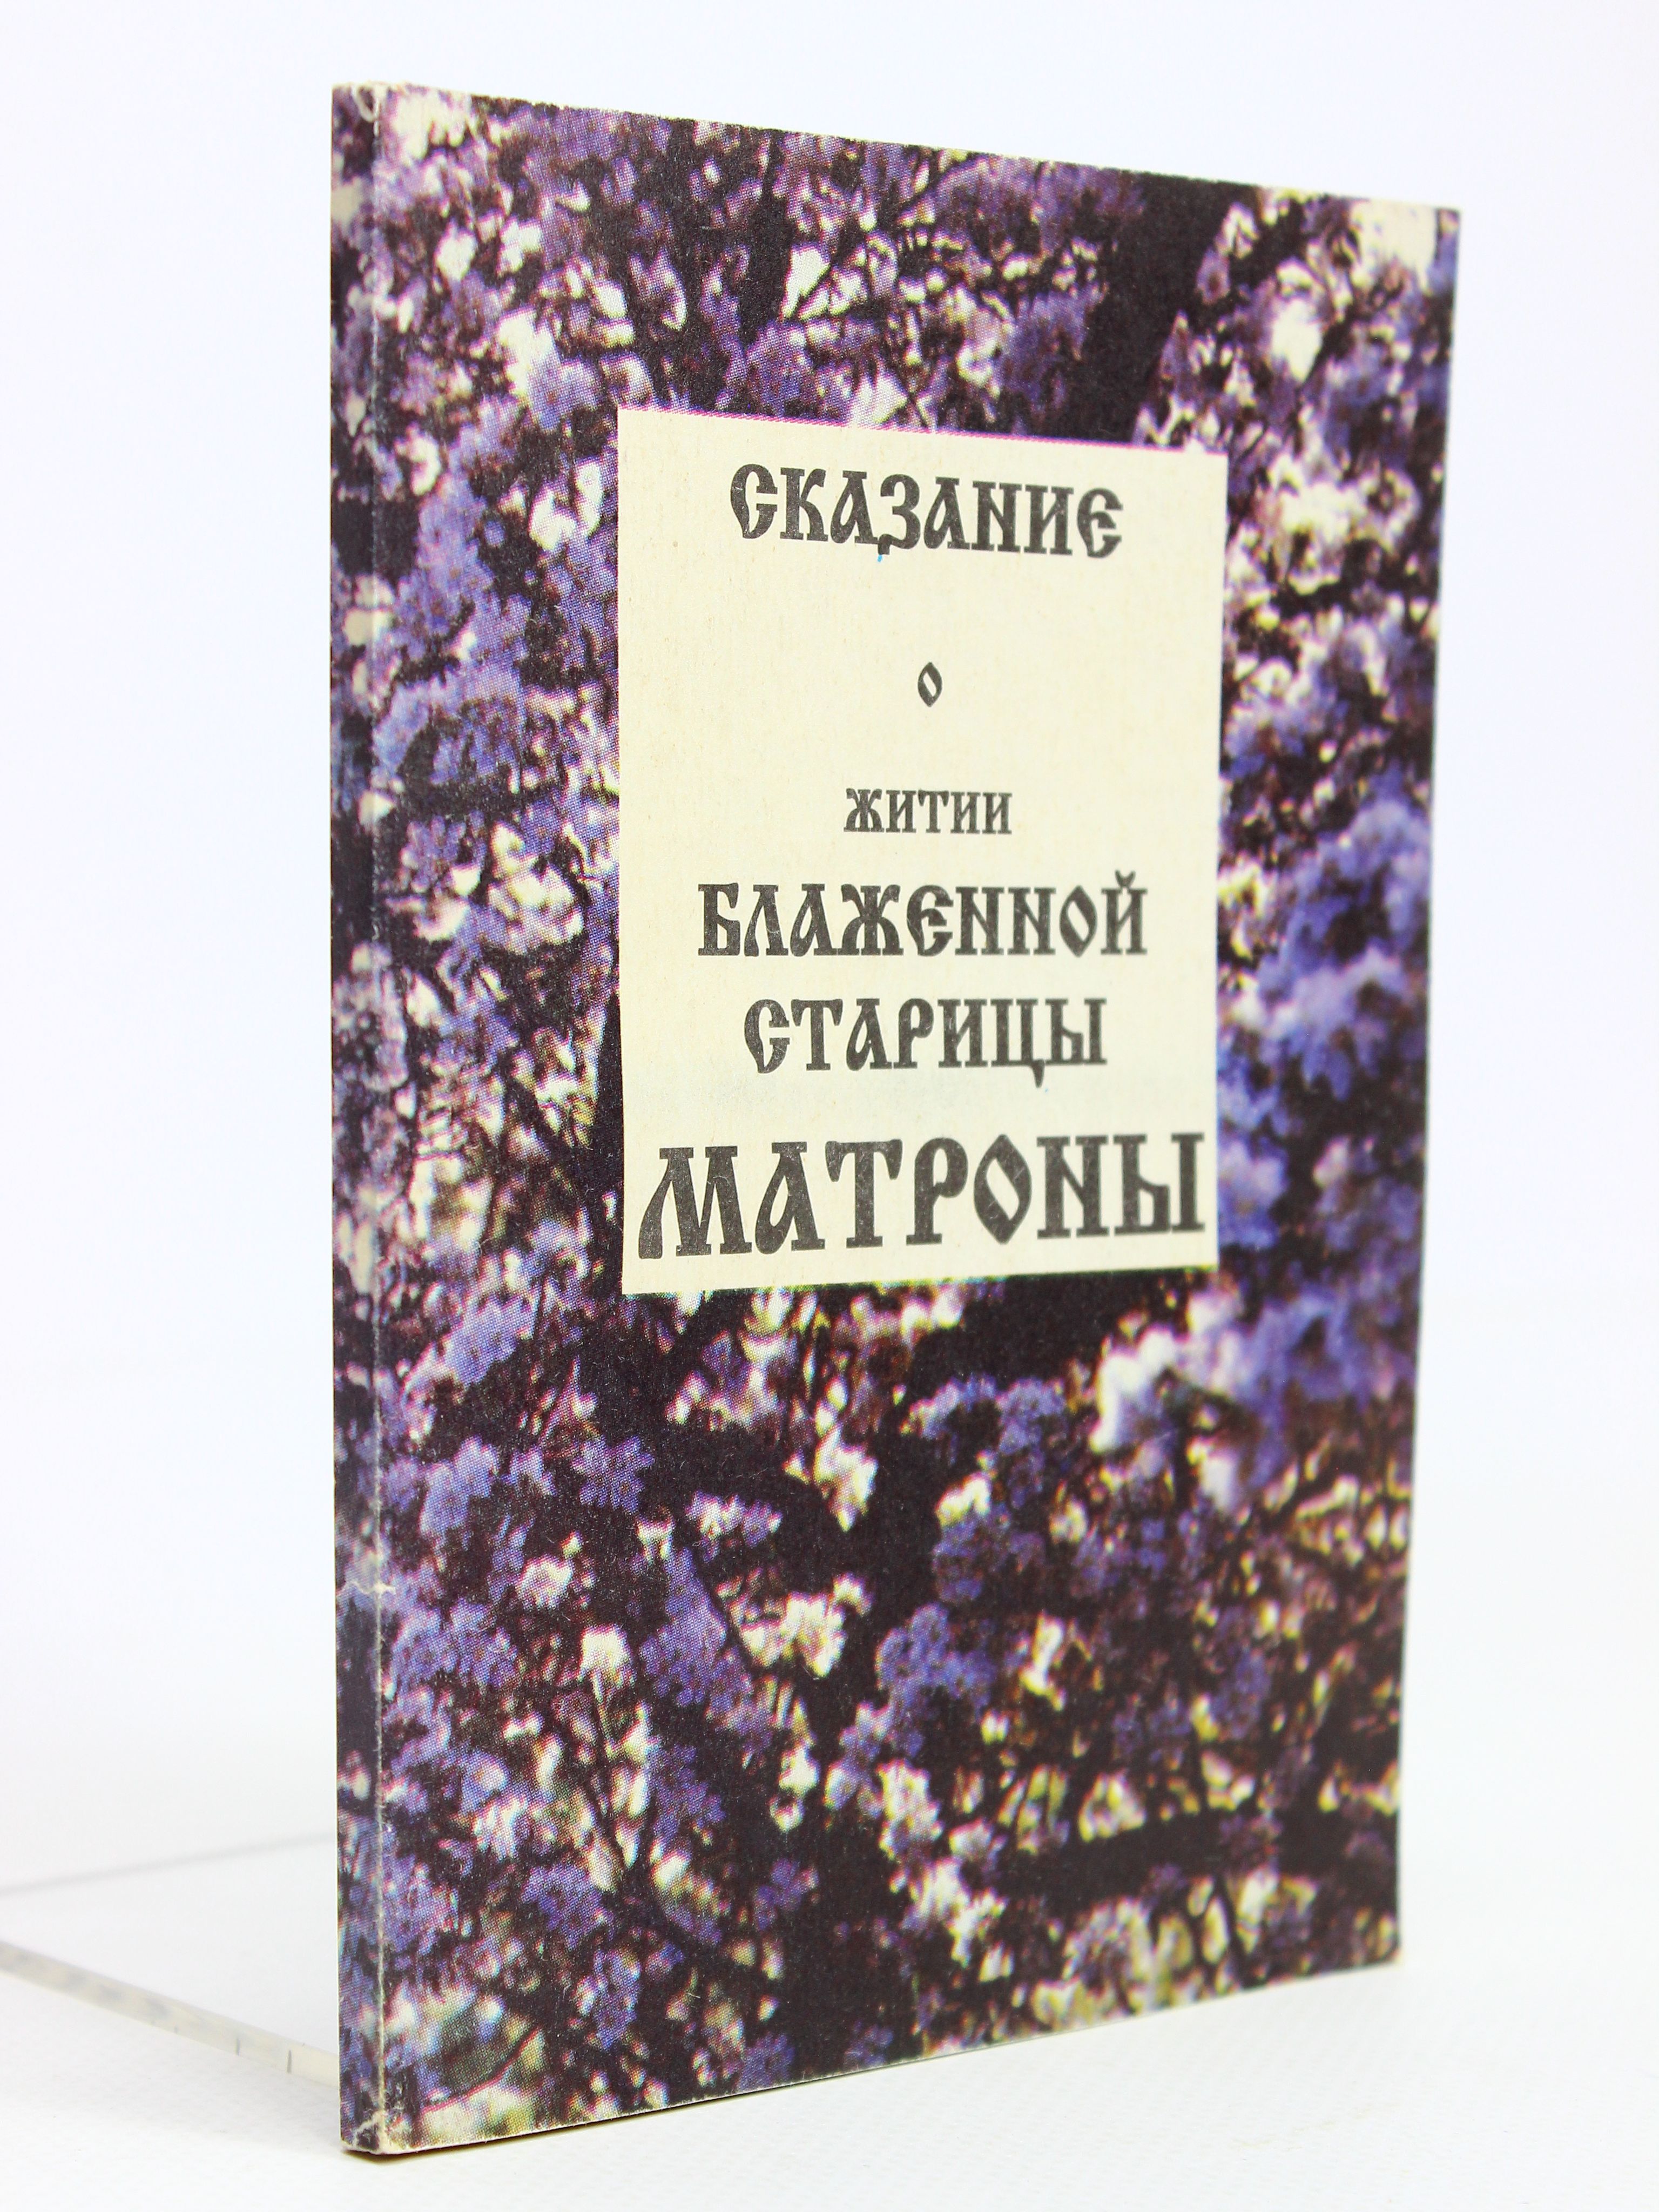 СКАЗАНИЕ
О
ЖИТИИ
БЛАЖЕННОЙ
СТАРИЦЫ
МАТРОНЫ